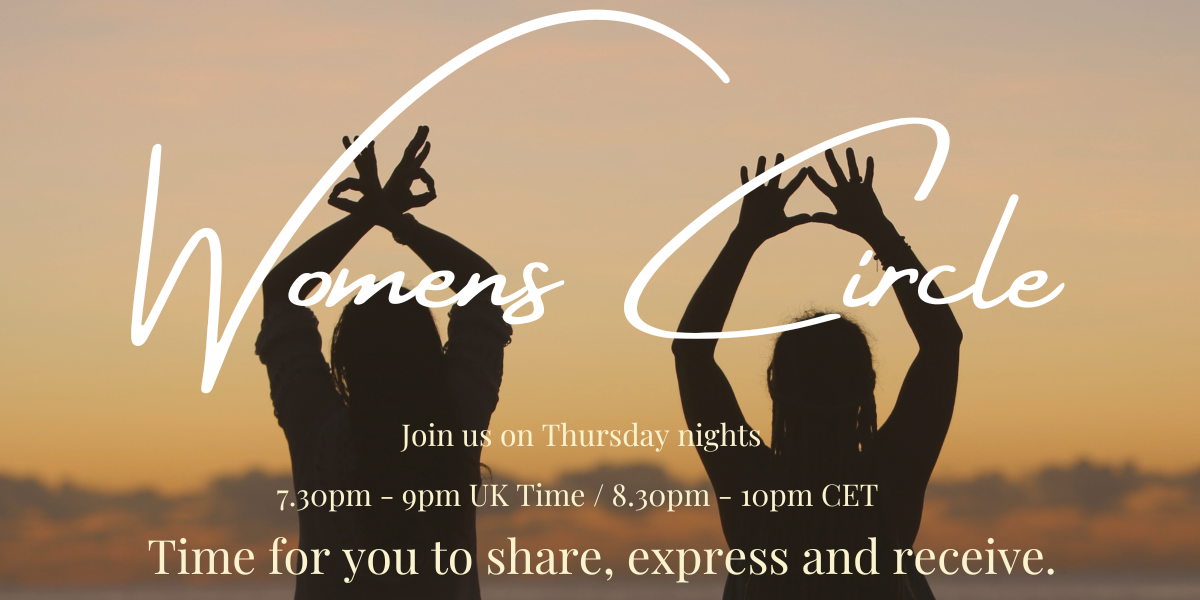 Womens Circle
Join us on Thursday nights
7.30pm - 9pm UK Time / 8.30pm - 10pm CET
Time for you to share, express and receive.